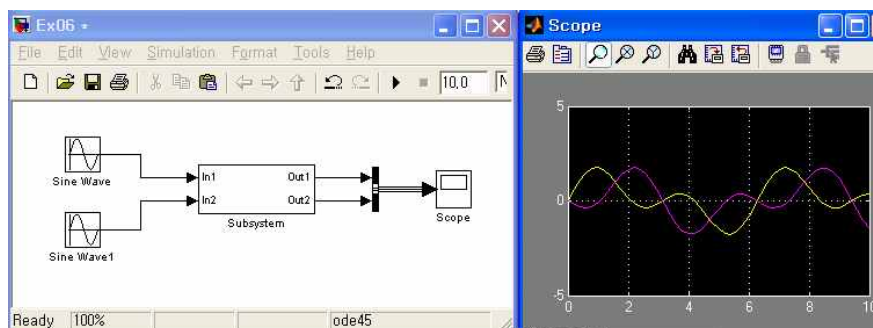 Ex06 *
File Edit View Simulation Format Tools Help
10.0
Sine Wave
Sine Wave1
In1 Out1
In2 Out2
Subsystem
Scope
Ready 100% ode45
Scope
5
0
-5
0 2 4 6 8 10